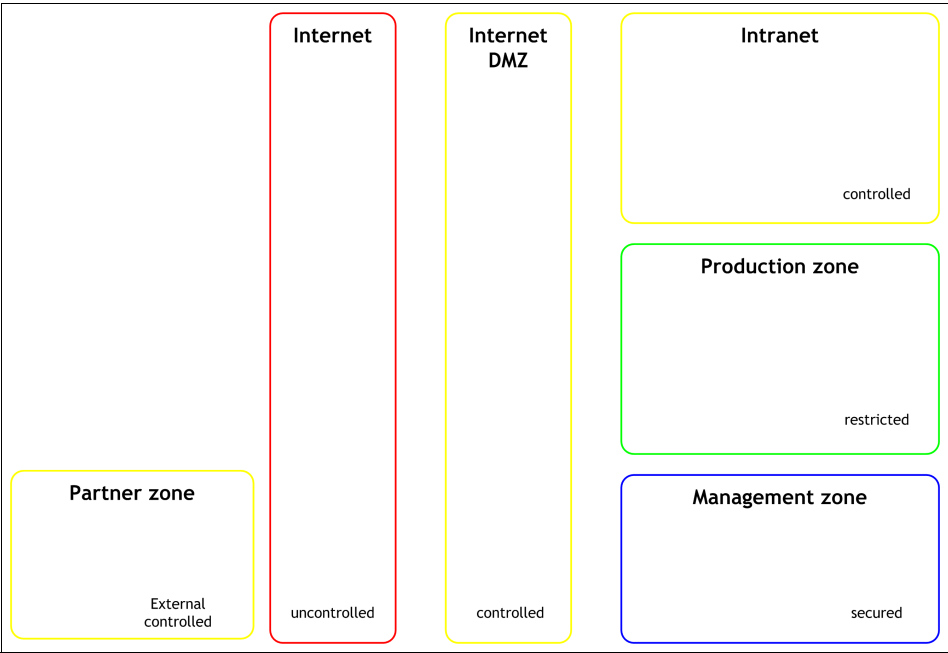 Internet
uncontrolled
Internet
DMZ
controlled
Intranet
controlled
Production zone
restricted
Partner zone
External
controlled
Management zone
secured